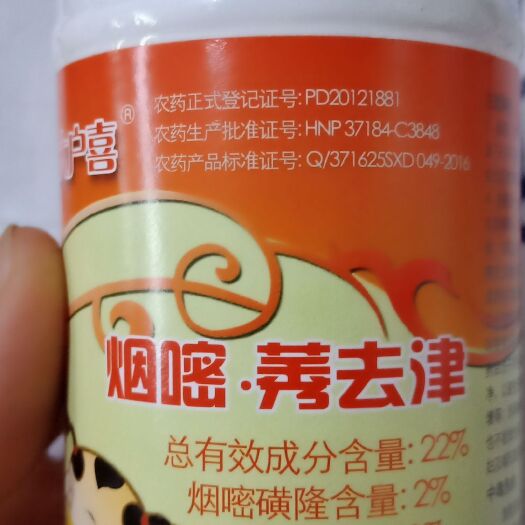 护喜®
农药正式登记证号: PD20121881
农药生产批准证号: HNP 37184-C3848
农药产品标准证号: Q/371625SXD 049-2016
烟嘧·莠去津
总有效成分含量: 22%
烟嘧磺隆含量: 2%